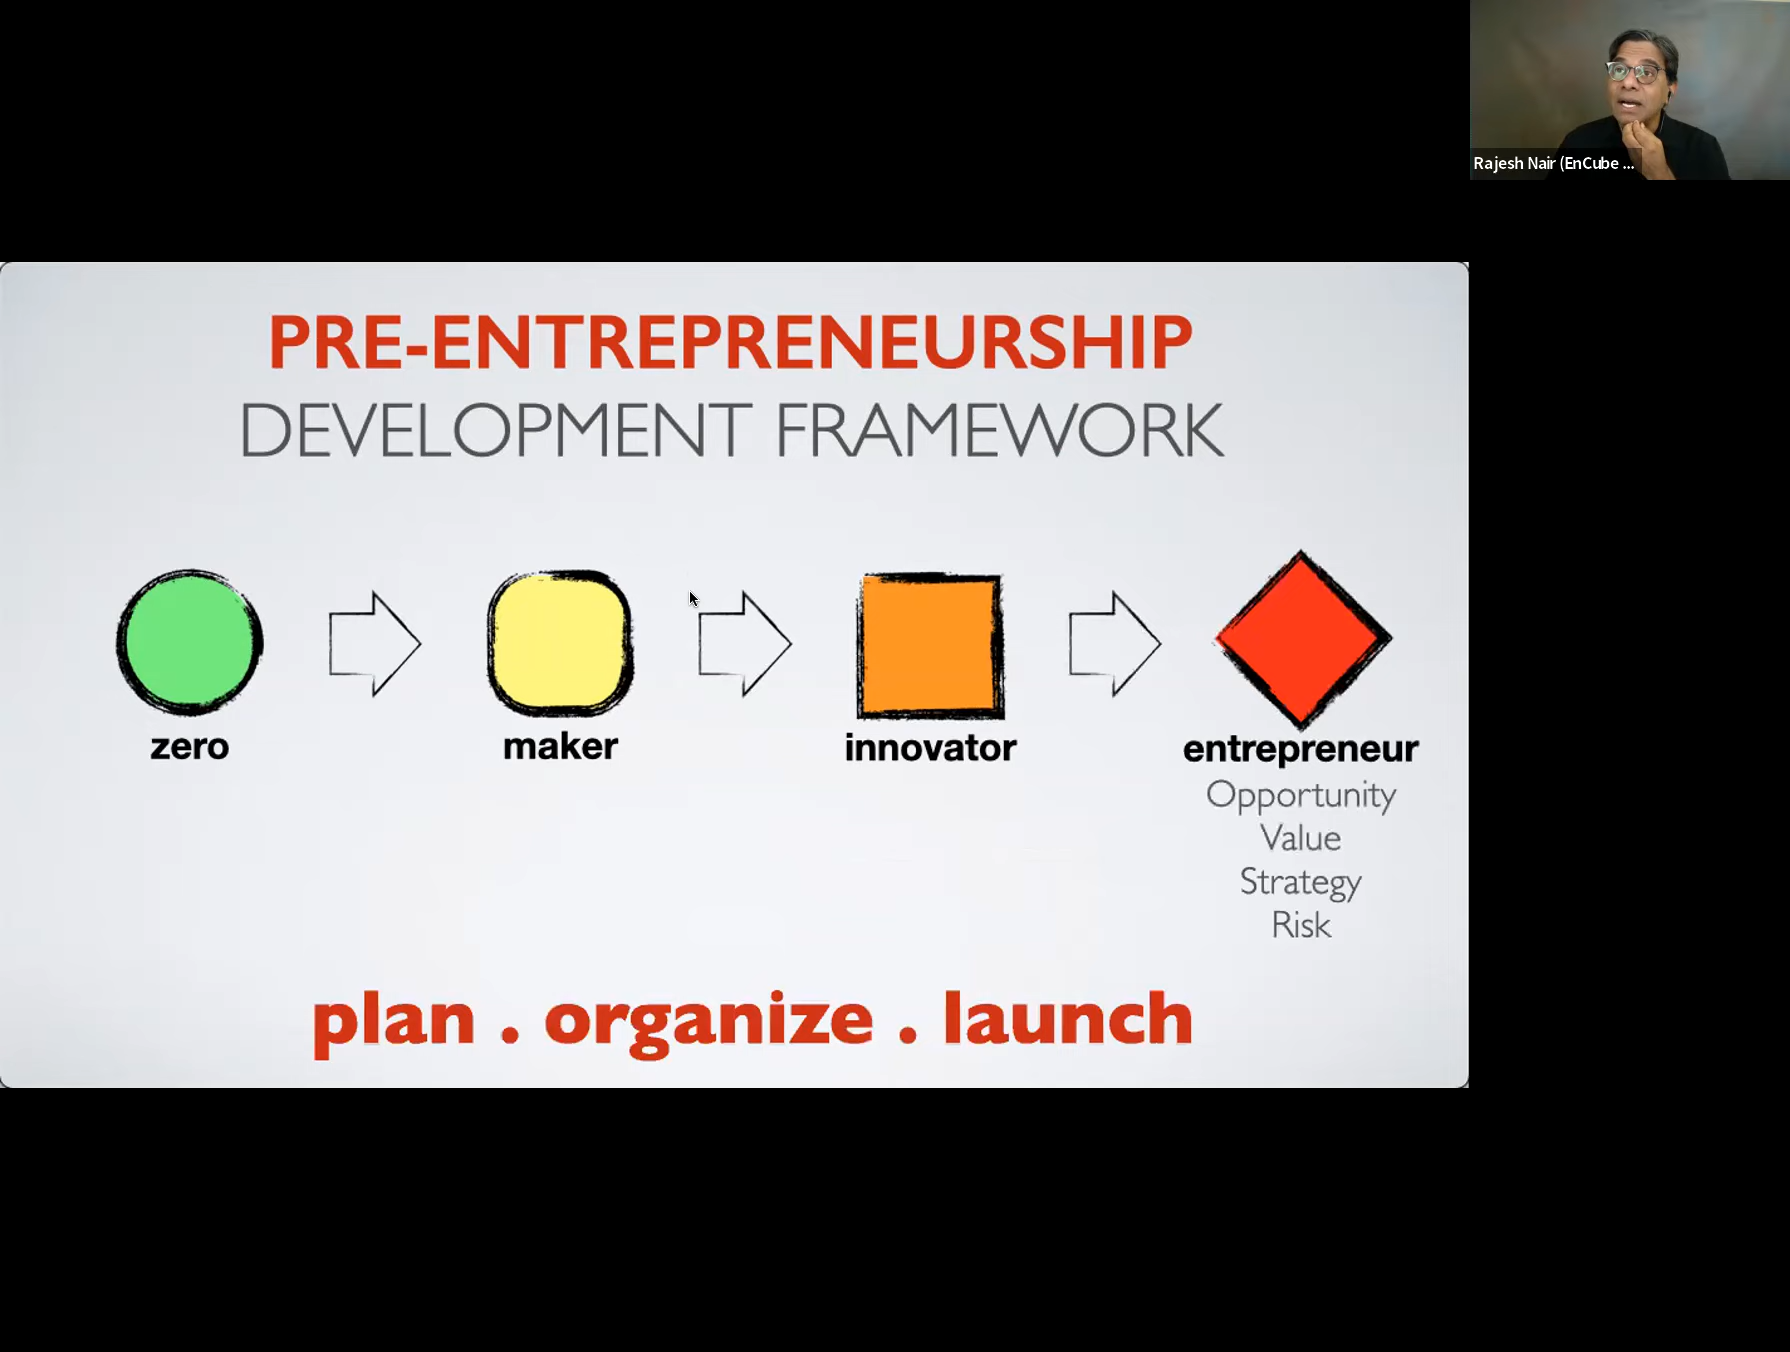 Rajesh Nair (EnCube ...
PRE-ENTREPRENEURSHIP
DEVELOPMENT FRAMEWORK
zero
maker
innovator
entrepreneur
Opportunity
Value
Strategy
Risk
plan . organize . launch